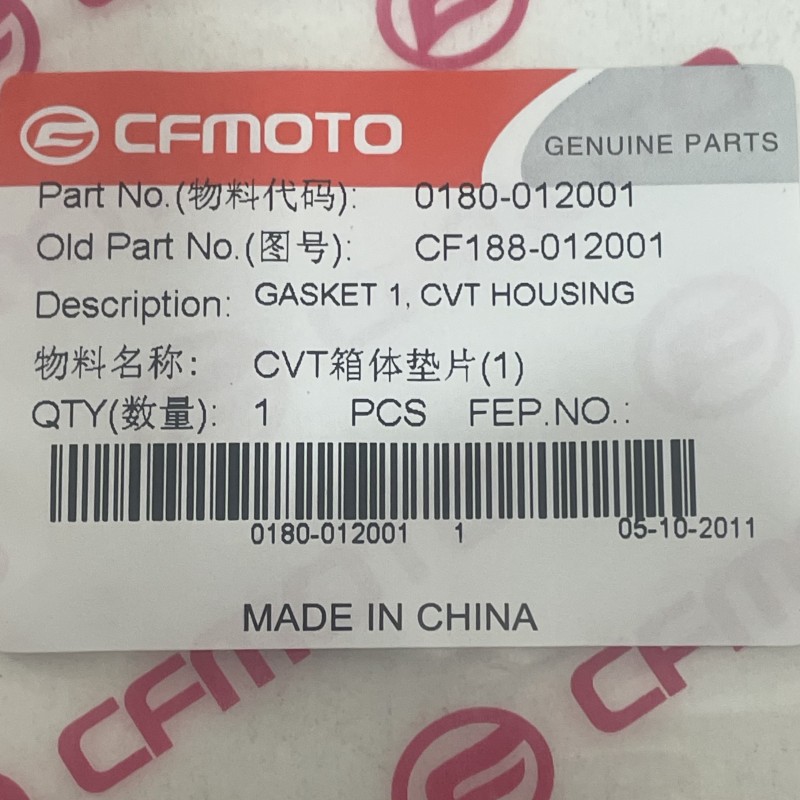 CFMOTO GENUINE PARTS
Part No.(物料代码): 0180-012001
Old Part No.(图号): CF188-012001
Description: GASKET 1, CVT HOUSING
物料名称: CVT箱体垫片(1)
QTY(数量): 1 PCS FEP.NO.:
0180-012001 1 05-10-2011
MADE IN CHINA
CFMOTO
CFM